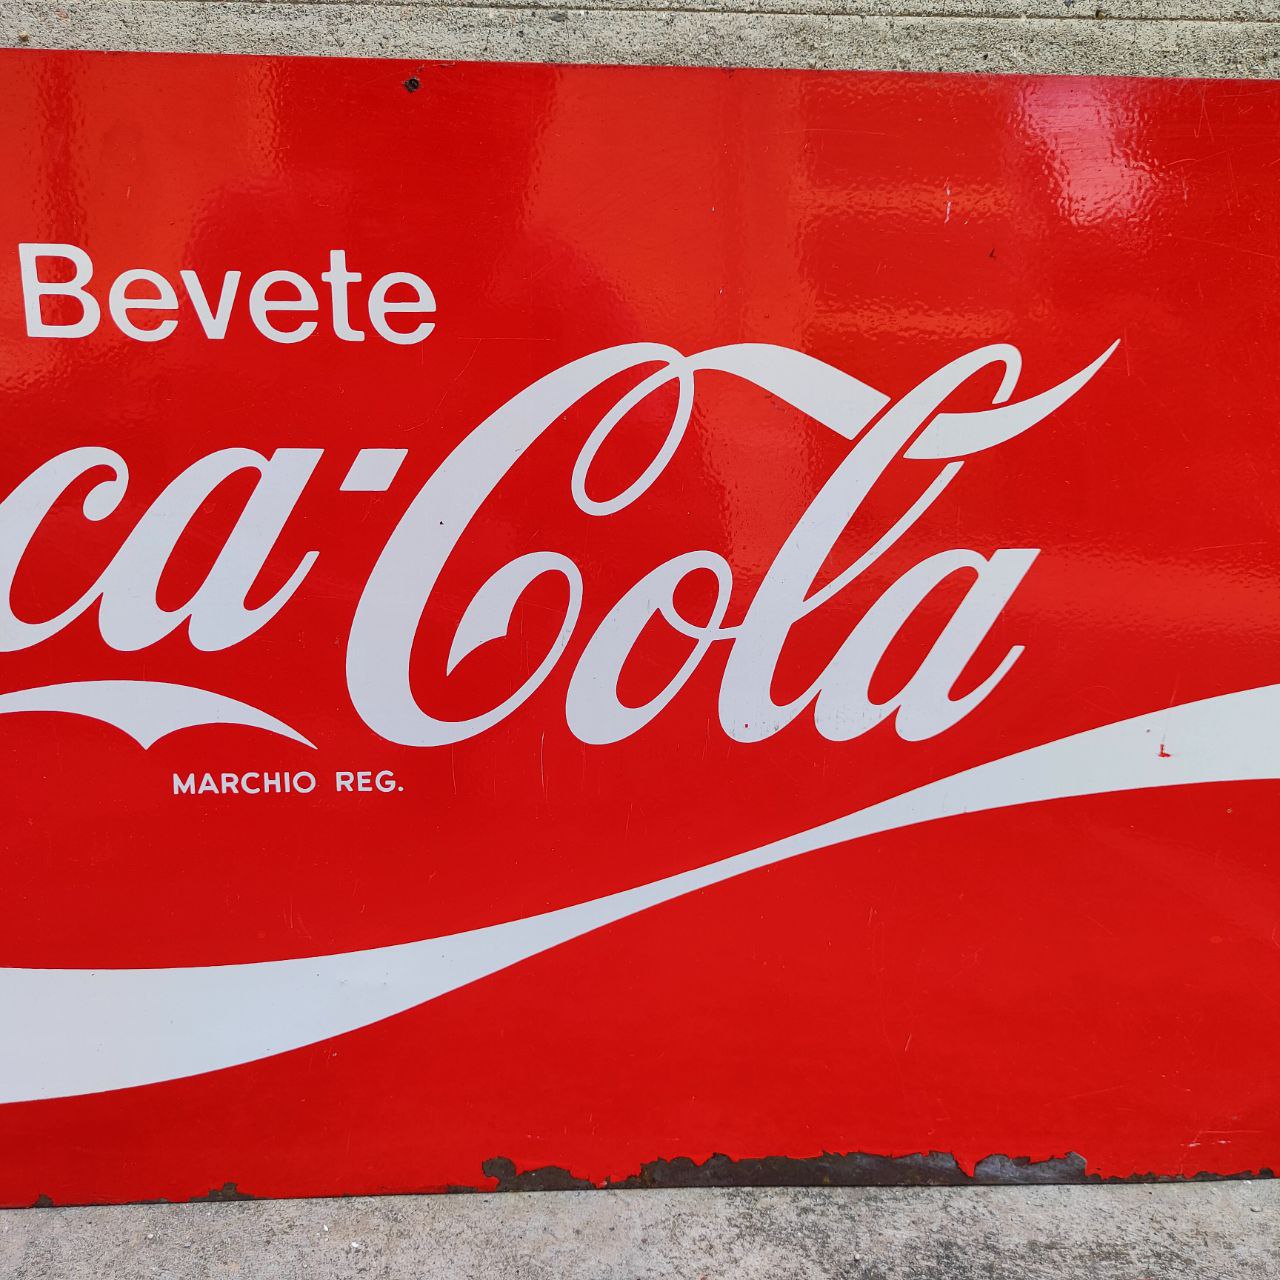 Bevete
ca-Cola
MARCHIO REG.